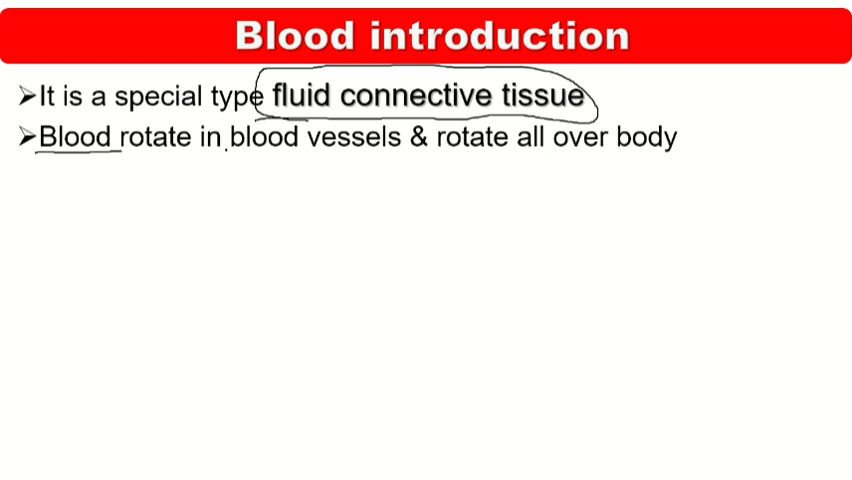 Blood introduction
➢It is a special type fluid connective tissue
➢Blood rotate in blood vessels & rotate all over body